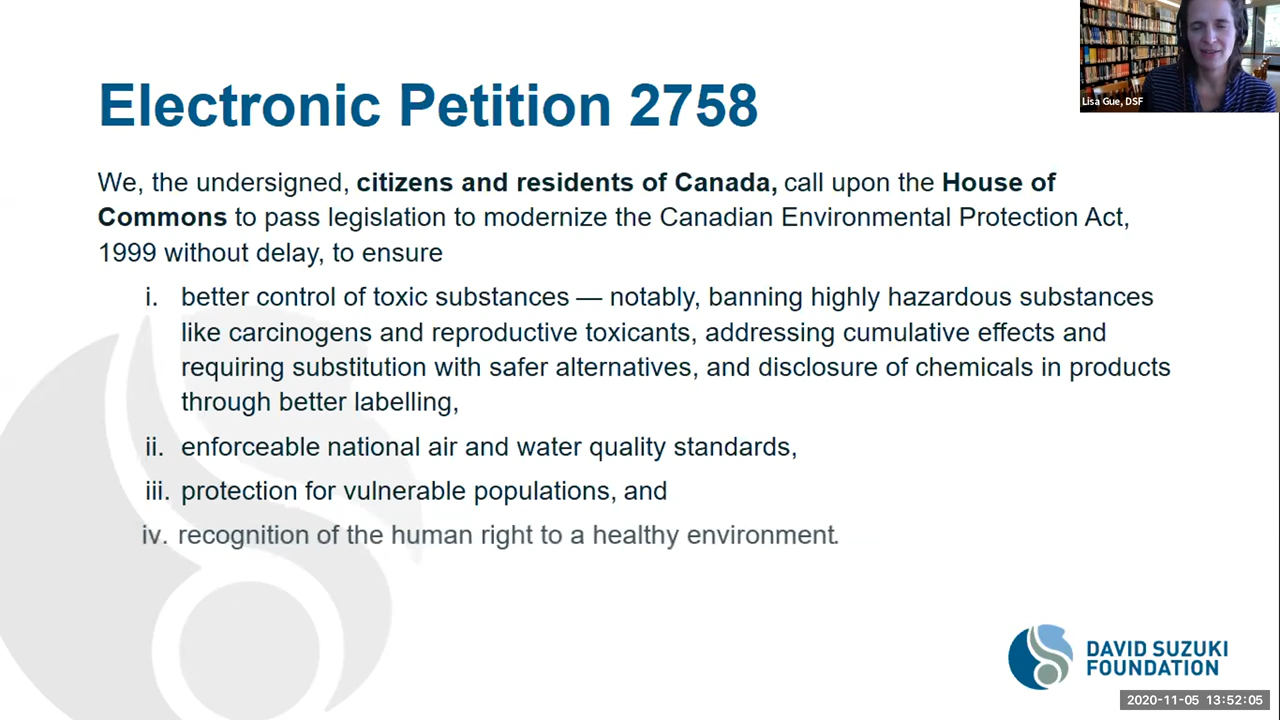 Electronic Petition 2758
Lisa Gue, DSF
We, the undersigned, citizens and residents of Canada, call upon the House of
Commons to pass legislation to modernize the Canadian Environmental Protection Act,
1999 without delay, to ensure
i. better control of toxic substances — notably, banning highly hazardous substances
like carcinogens and reproductive toxicants, addressing cumulative effects and
requiring substitution with safer alternatives, and disclosure of chemicals in products
through better labelling,
ii. enforceable national air and water quality standards,
iii. protection for vulnerable populations, and
iv. recognition of the human right to a healthy environment.
DAVID SUZUKI
FOUNDATION
2020-11-05 13:52:05